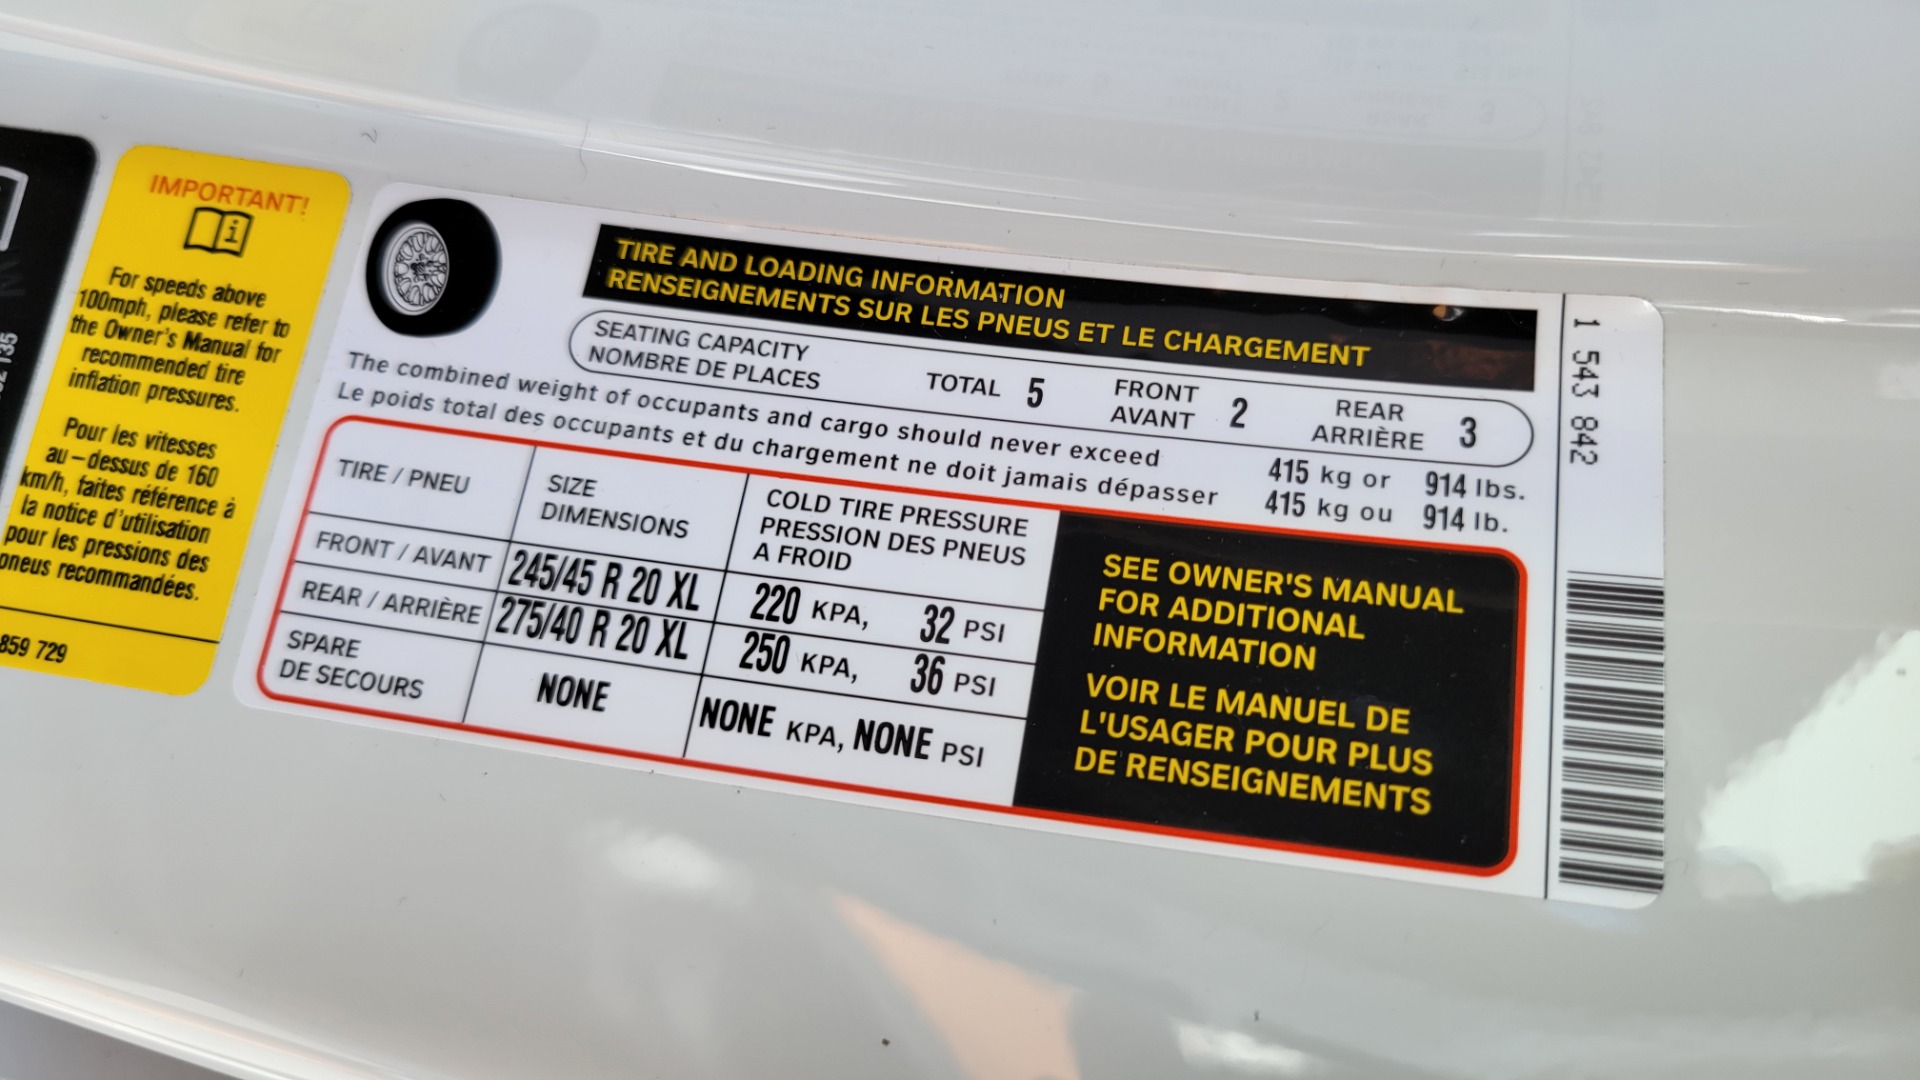 IMPORTANT!
For speeds above
100mph, please refer to
the Owner's Manual for
recommended tire
inflation pressures.
Pour les vitesses
au-dessus de 160
km/h, faites référence à
la notice d'utilisation
pour les pressions des
pneus recommandées.
859 729
TIRE AND LOADING INFORMATION
RENSEIGNEMENTS SUR LES PNEUS ET LE CHARGEMENT
SEATING CAPACITY
NOMBRE DE PLACES
TOTAL 5
FRONT
AVANT 2
REAR
ARRIÈRE 3
The combined weight of occupants and cargo should never exceed 415 kg or 914 lbs.
Le poids total des occupants et du chargement ne doit jamais dépasser 415 kg ou 914 lb.
TIRE / PNEU
SIZE
DIMENSIONS
COLD TIRE PRESSURE
PRESSION DES PNEUS
A FROID
FRONT / AVANT 245/45 R 20 XL 220 KPA, 32 PSI
REAR / ARRIÈRE 275/40 R 20 XL 250 KPA, 36 PSI
SPARE
DE SECOURS NONE NONE KPA, NONE PSI
SEE OWNER'S MANUAL
FOR ADDITIONAL
INFORMATION
VOIR LE MANUEL DE
L'USAGER POUR PLUS
DE RENSEIGNEMENTS
1 543 842